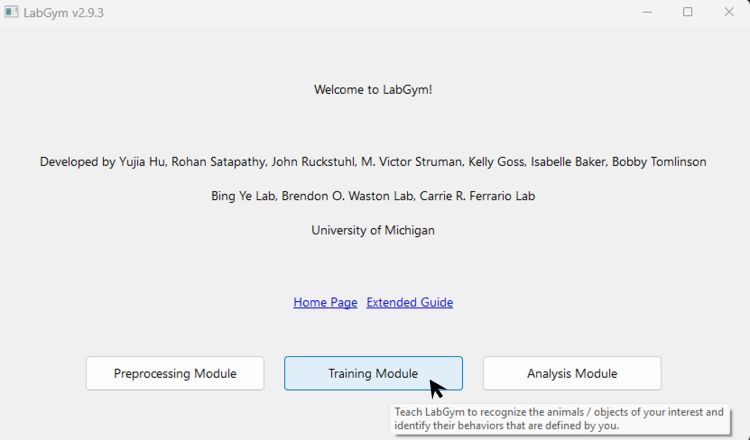 LabGym v2.9.3
Welcome to LabGym!
Developed by Yujia Hu, Rohan Satapathy, John Ruckstuhl, M. Victor Struman, Kelly Goss, Isabelle Baker, Bobby Tomlinson
Bing Ye Lab, Brendon O. Waston Lab, Carrie R. Ferrario Lab
University of Michigan
Home Page Extended Guide
Preprocessing Module Training Module Analysis Module
Teach LabGym to recognize the animals / objects of your interest and
identify their behaviors that are defined by you.